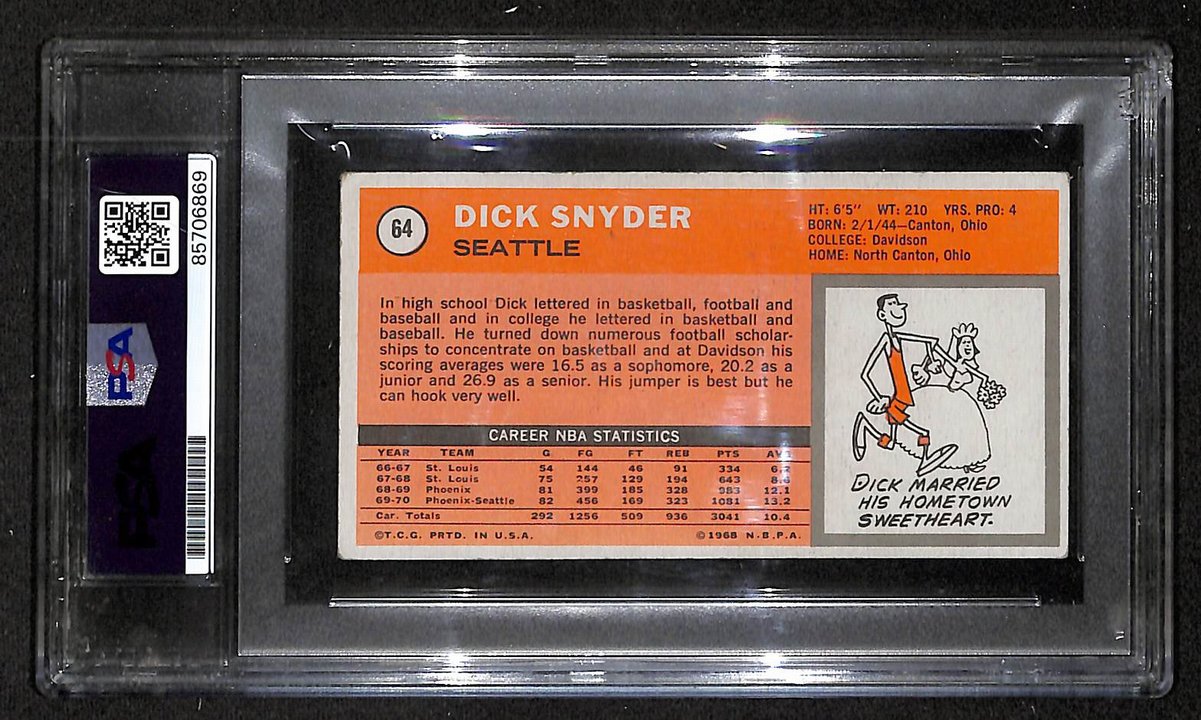 85706869
PSA
PSA
64
DICK SNYDER
SEATTLE
HT: 6'5" WT: 210 YRS. PRO: 4
BORN: 2/1/44—Canton, Ohio
COLLEGE: Davidson
HOME: North Canton, Ohio
In high school Dick lettered in basketball, football and
baseball and in college he lettered in basketball and
baseball. He turned down numerous football scholar-
ships to concentrate on basketball and at Davidson his
scoring averages were 16.5 as a sophomore, 20.2 as a
junior and 26.9 as a senior. His jumper is best but he
can hook very well.
CAREER NBA STATISTICS
YEAR TEAM G FG FT REB PTS AVG
66-67 St. Louis 54 144 46 91 334 6.2
67-68 St. Louis 75 257 129 194 643 8.6
68-69 Phoenix 81 399 185 328 983 12.1
69-70 Phoenix-Seattle 82 456 169 323 1081 13.2
Car. Totals 292 1256 509 936 3041 10.4
©T.C.G. PRTD. IN U.S.A. ©1968 N.B.P.A.
DICK MARRIED
HIS HOMETOWN
SWEETHEART.